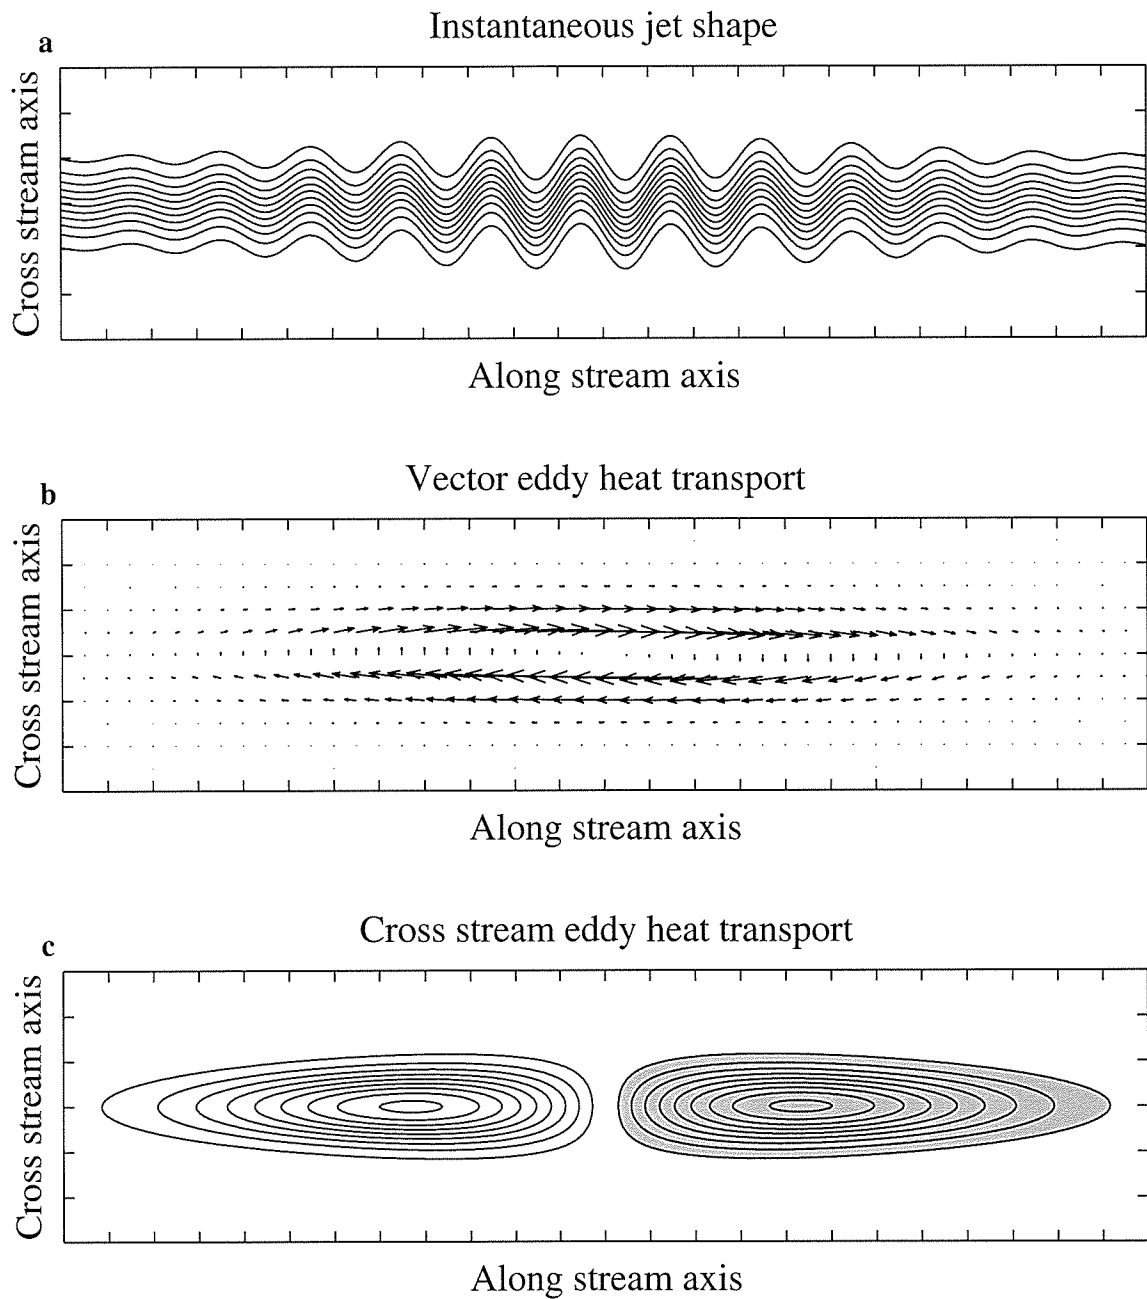 a
Instantaneous jet shape
Cross stream axis
Along stream axis
b
Vector eddy heat transport
Cross stream axis
Along stream axis
c
Cross stream eddy heat transport
Cross stream axis
Along stream axis